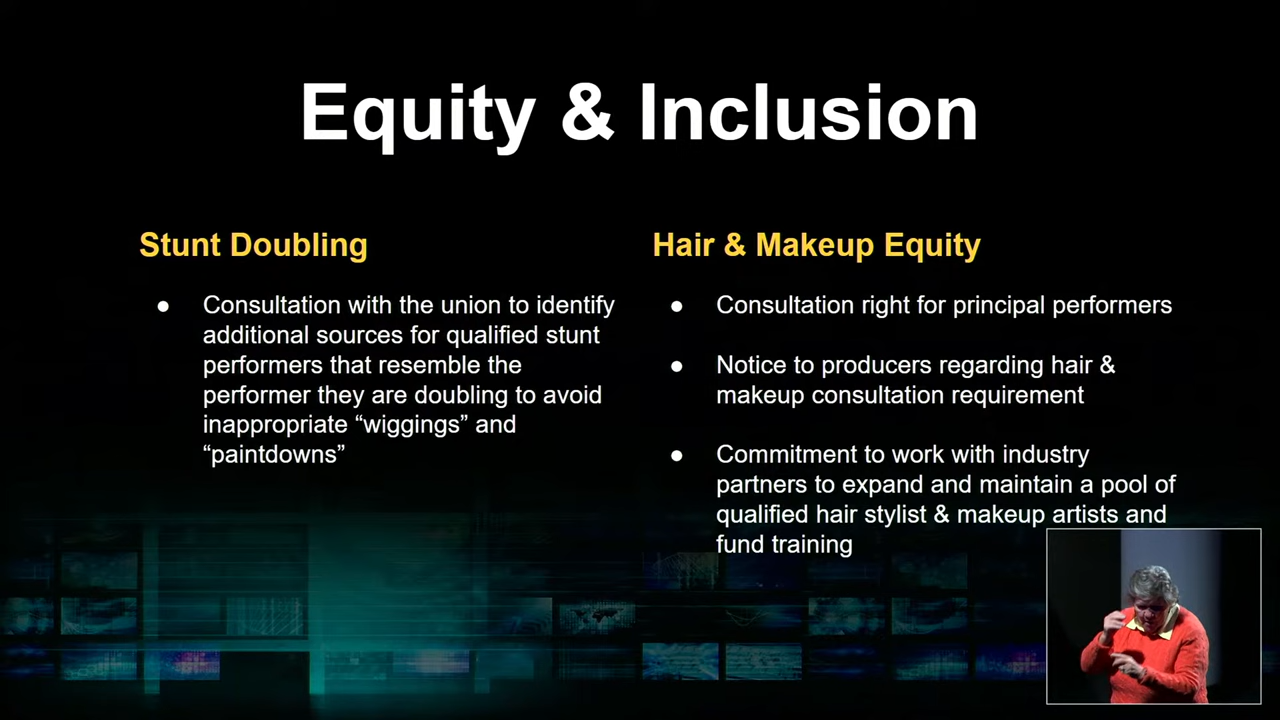 Equity & Inclusion
Stunt Doubling
● Consultation with the union to identify
additional sources for qualified stunt
performers that resemble the
performer they are doubling to avoid
inappropriate “wiggings” and
“paintdowns”
Hair & Makeup Equity
● Consultation right for principal performers
● Notice to producers regarding hair &
makeup consultation requirement
● Commitment to work with industry
partners to expand and maintain a pool of
qualified hair stylist & makeup artists and
fund training